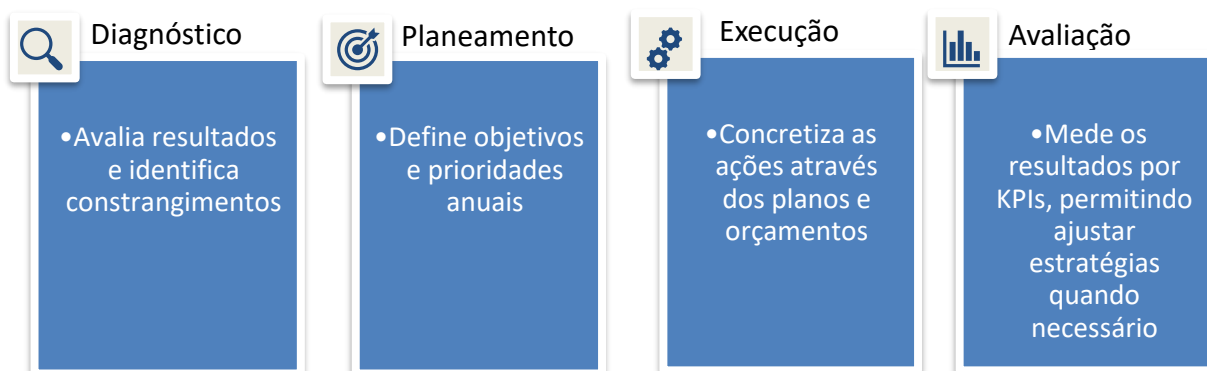 Diagnóstico
•Avalia resultados
e identifica
constrangimentos
Planeamento
•Define objetivos
e prioridades
anuais
Execução
•Concretiza as
ações através
dos planos e
orçamentos
Avaliação
•Mede os
resultados por
KPIs, permitindo
ajustar
estratégias
quando
necessário